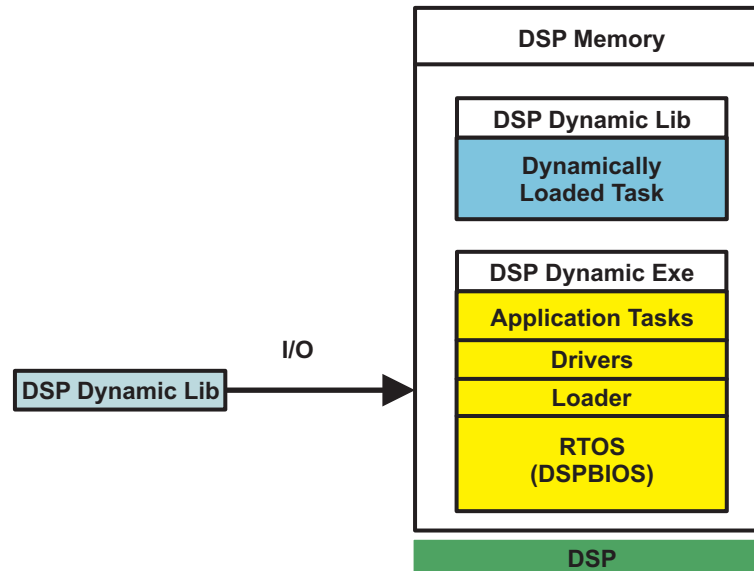 DSP Memory
DSP Dynamic Lib
Dynamically
Loaded Task
DSP Dynamic Exe
Application Tasks
I/O
Drivers
DSP Dynamic Lib
Loader
RTOS
(DSPBIOS)
DSP